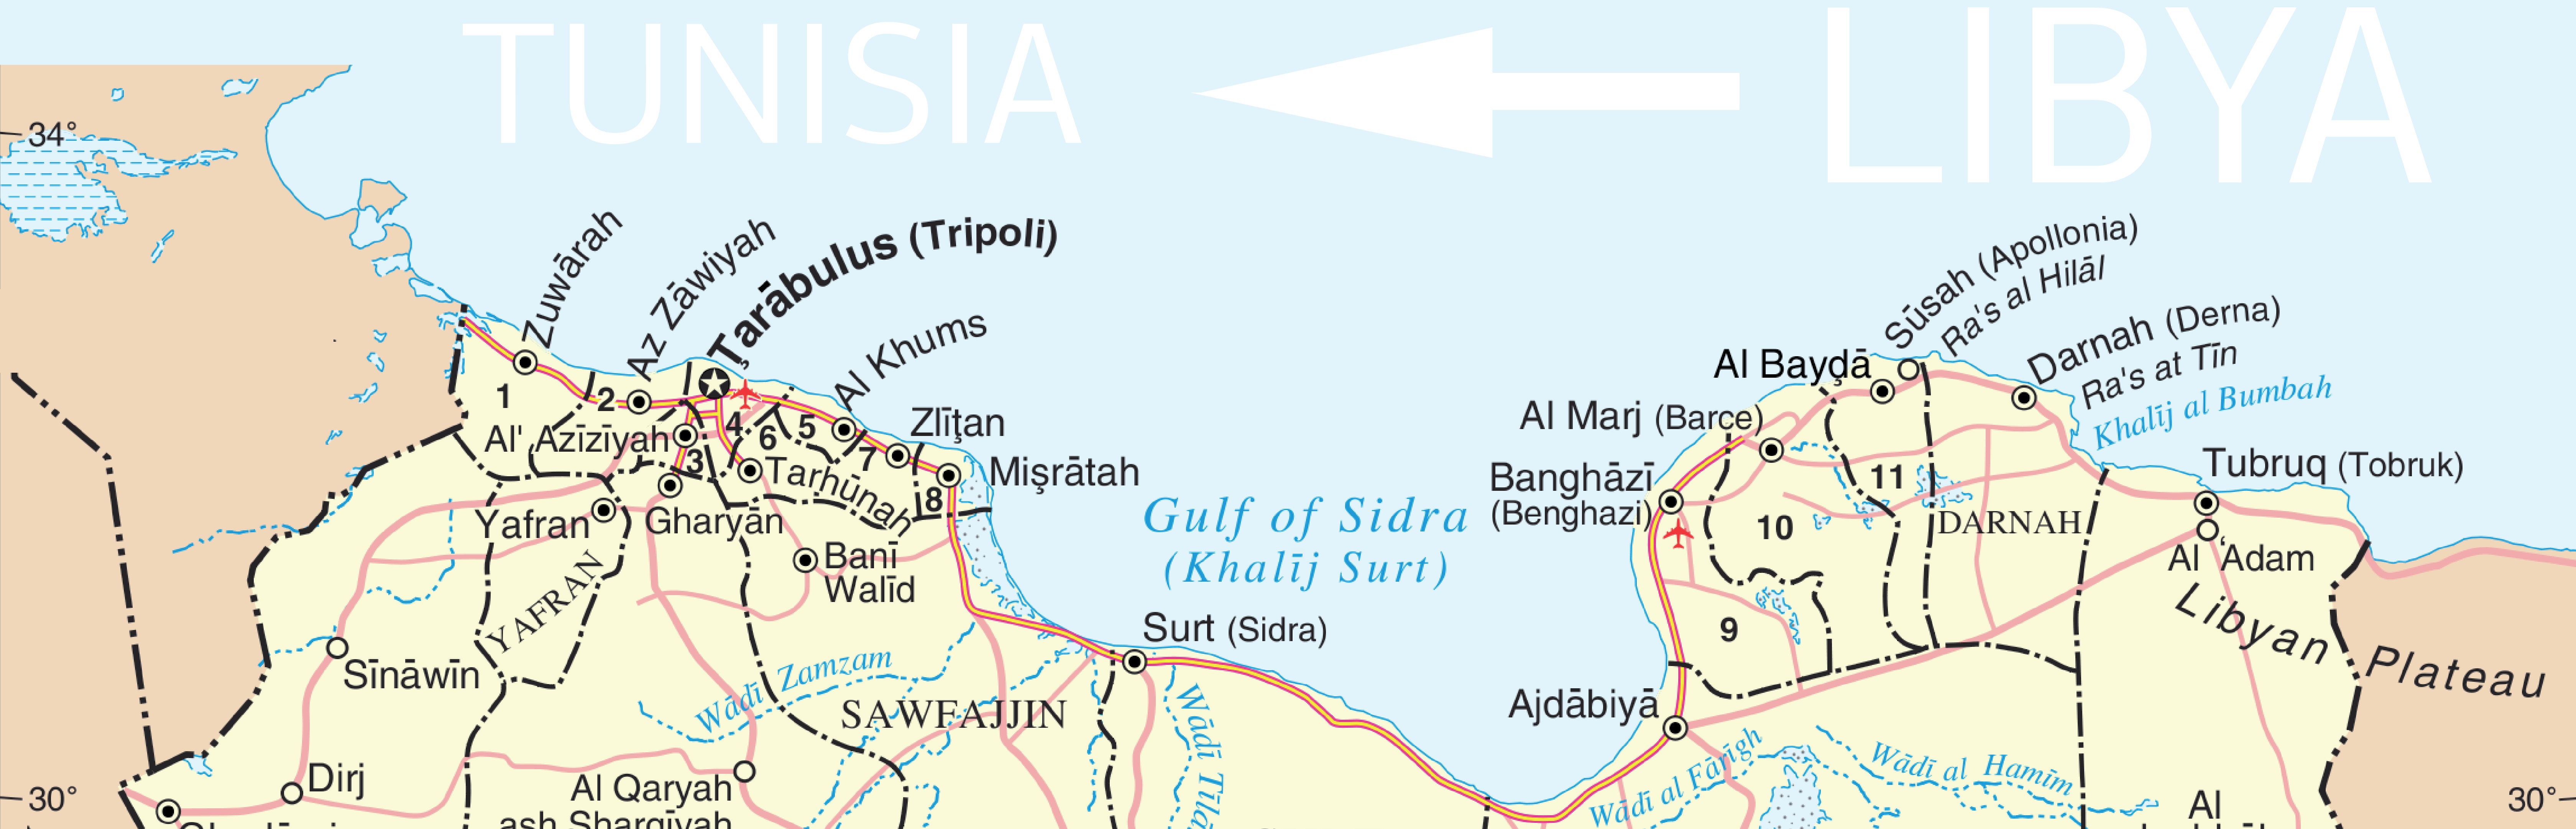 TUNISIA
LIBYA
34°
Zuwārah
Az Zāwiyah
Ţarābulus (Tripoli)
Al Khums
Zlīţan
Mişrātah
Al' Azīzīyah
Tarhūnah
Yafran
Gharyān
Banī
Walīd
YAFRAN
1
2
3
4
5
6
7
8
Gulf of Sidra
(Khalīj Surt)
Surt (Sidra)
Sīnāwīn
Wādī Zamzam
SAWFAJJIN
Dirj
Al Qaryah
ash Sharqīyah
30°
Sūsah (Apollonia)
Ra's al Hilāl
Al Bayḑā
Darnah (Derna)
Ra's at Tīn
Khalīj al Bumbah
Al Marj (Barce)
Banghāzī
(Benghazi)
Tubruq (Tobruk)
Al ʻAdam
DARNAH
11
10
9
Libyan Plateau
Ajdābiyā
Wādī al Fārigh
Wādī al Hamīm
Wādī
Al
30°